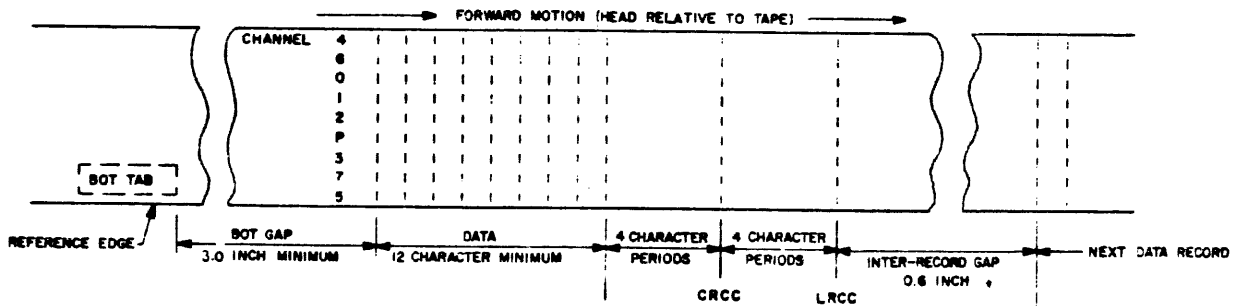 FORWARD MOTION (HEAD RELATIVE TO TAPE)
CHANNEL 4
6
0
1
2
P
3
7
5
BOT TAB
REFERENCE EDGE
BOT GAP
3.0 INCH MINIMUM
DATA
12 CHARACTER MINIMUM
4 CHARACTER
PERIODS
4 CHARACTER
PERIODS
INTER-RECORD GAP
0.6 INCH
NEXT DATA RECORD
CRCC
LRCC